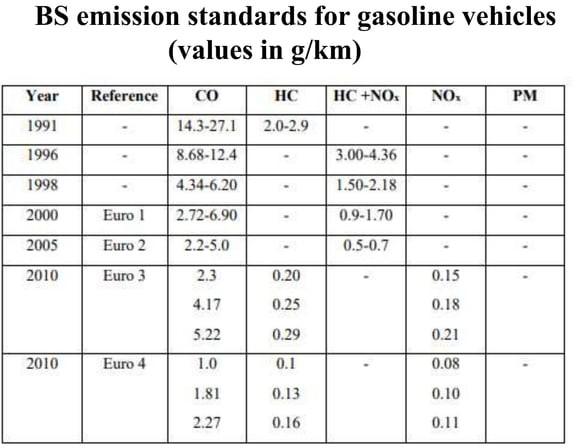 BS emission standards for gasoline vehicles
(values in g/km)
Year Reference CO HC HC +NOₓ NOₓ PM
1991 - 14.3-27.1 2.0-2.9 - - -
1996 - 8.68-12.4 - 3.00-4.36 - -
1998 - 4.34-6.20 - 1.50-2.18 - -
2000 Euro 1 2.72-6.90 - 0.9-1.70 - -
2005 Euro 2 2.2-5.0 - 0.5-0.7 - -
2010 Euro 3 2.3 0.20 - 0.15 -
4.17 0.25 0.18
5.22 0.29 0.21
2010 Euro 4 1.0 0.1 - 0.08 -
1.81 0.13 0.10
2.27 0.16 0.11